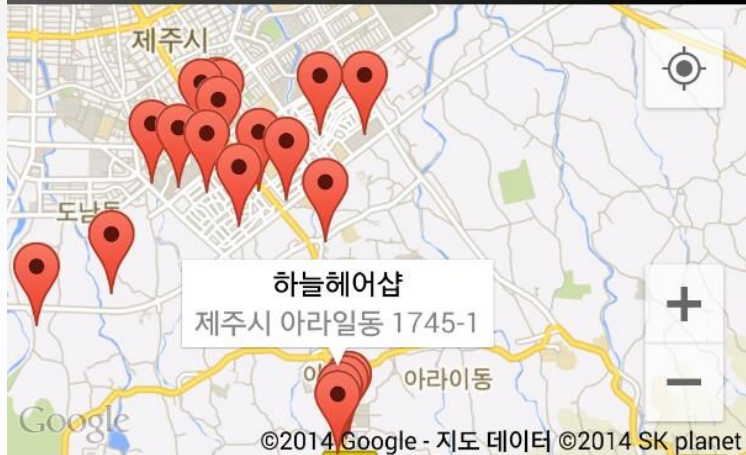 제주시
도남동
하늘헤어샵
제주시 아라일동 1745-1
아라이동
Google
©2014 Google - 지도 데이터 ©2014 SK planet